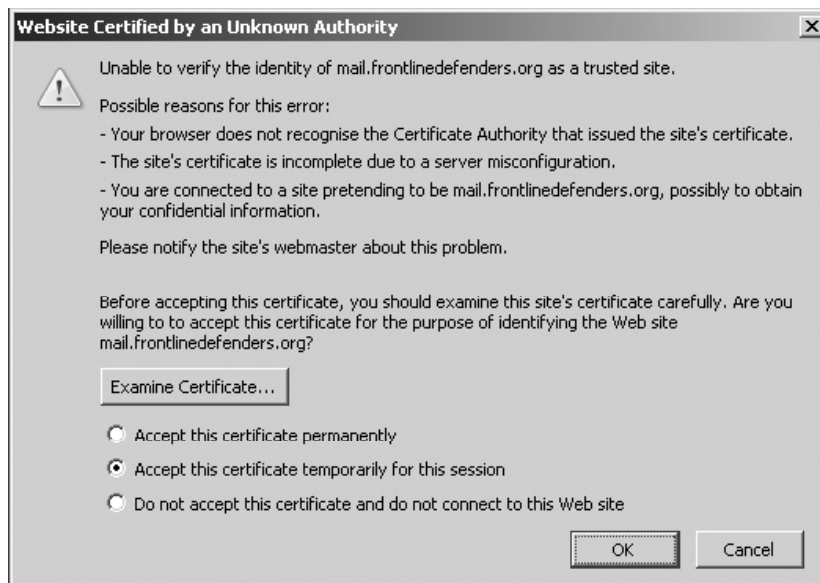 Website Certified by an Unknown Authority
Unable to verify the identity of mail.frontlinedefenders.org as a trusted site.
Possible reasons for this error:
- Your browser does not recognise the Certificate Authority that issued the site's certificate.
- The site's certificate is incomplete due to a server misconfiguration.
- You are connected to a site pretending to be mail.frontlinedefenders.org, possibly to obtain
your confidential information.
Please notify the site's webmaster about this problem.
Before accepting this certificate, you should examine this site's certificate carefully. Are you
willing to to accept this certificate for the purpose of identifying the Web site
mail.frontlinedefenders.org?
Examine Certificate...
Accept this certificate permanently
Accept this certificate temporarily for this session
Do not accept this certificate and do not connect to this Web site
OK
Cancel